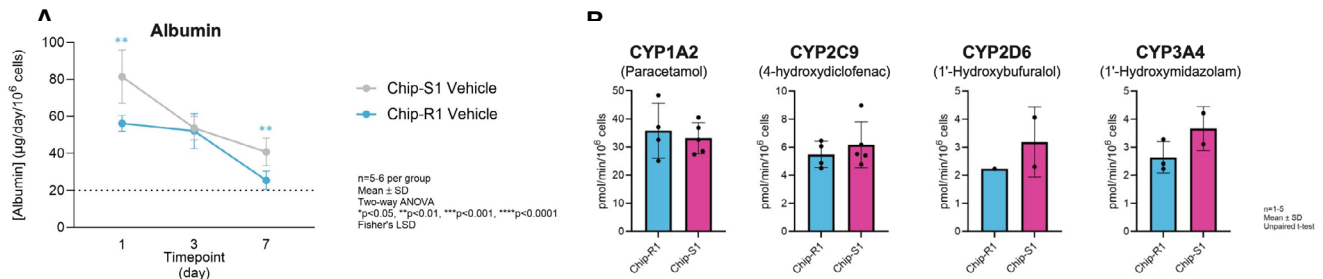 A
Albumin
[Albumin] (µg/day/10⁶ cells)
100
80
60
40
20
0
**
**
1
3
7
Timepoint
(day)
Chip-S1 Vehicle
Chip-R1 Vehicle
n=5-6 per group
Mean ± SD
Two-way ANOVA
*p<0.05, **p<0.01, ***p<0.001, ****p<0.0001
Fisher's LSD
B
CYP1A2
(Paracetamol)
pmol/min/10⁶ cells
50
40
30
20
10
0
Chip-R1
Chip-S1
CYP2C9
(4-hydroxydiclofenac)
pmol/min/10⁶ cells
10
8
6
4
2
0
Chip-R1
Chip-S1
CYP2D6
(1'-Hydroxybufuralol)
pmol/min/10⁶ cells
5
4
3
2
1
0
Chip-R1
Chip-S1
CYP3A4
(1'-Hydroxymidazolam)
pmol/min/10⁶ cells
5
4
3
2
1
0
Chip-R1
Chip-S1
n=1-5
Mean ± SD
Unpaired t-test